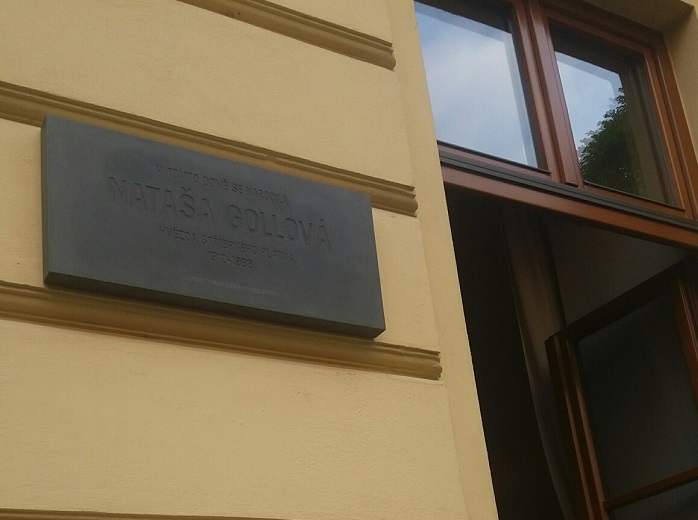 V TOMTO DOMĚ SE NARODILA
NATAŠA GOLLOVÁ
HVĚZDA STŘÍBRNÉHO PLÁTNA
1912–1988